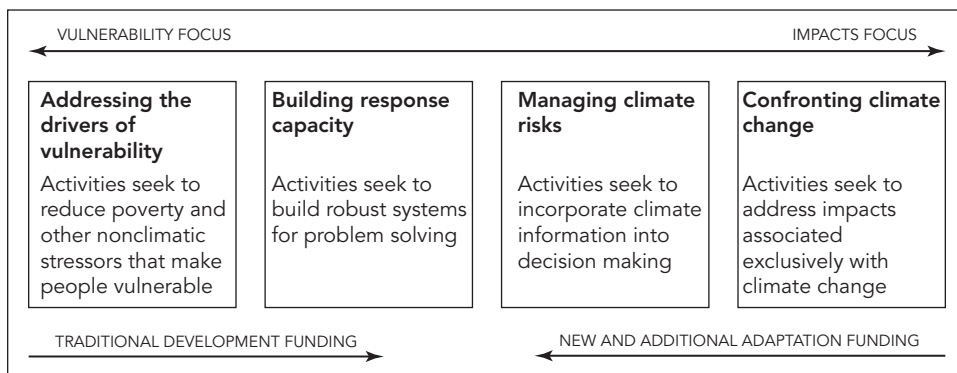 VULNERABILITY FOCUS
IMPACTS FOCUS
Addressing the
drivers of
vulnerability
Activities seek to
reduce poverty and
other nonclimatic
stressors that make
people vulnerable
Building response
capacity
Activities seek to
build robust systems
for problem solving
Managing climate
risks
Activities seek to
incorporate climate
information into
decision making
Confronting climate
change
Activities seek to
address impacts
associated
exclusively with
climate change
TRADITIONAL DEVELOPMENT FUNDING
NEW AND ADDITIONAL ADAPTATION FUNDING